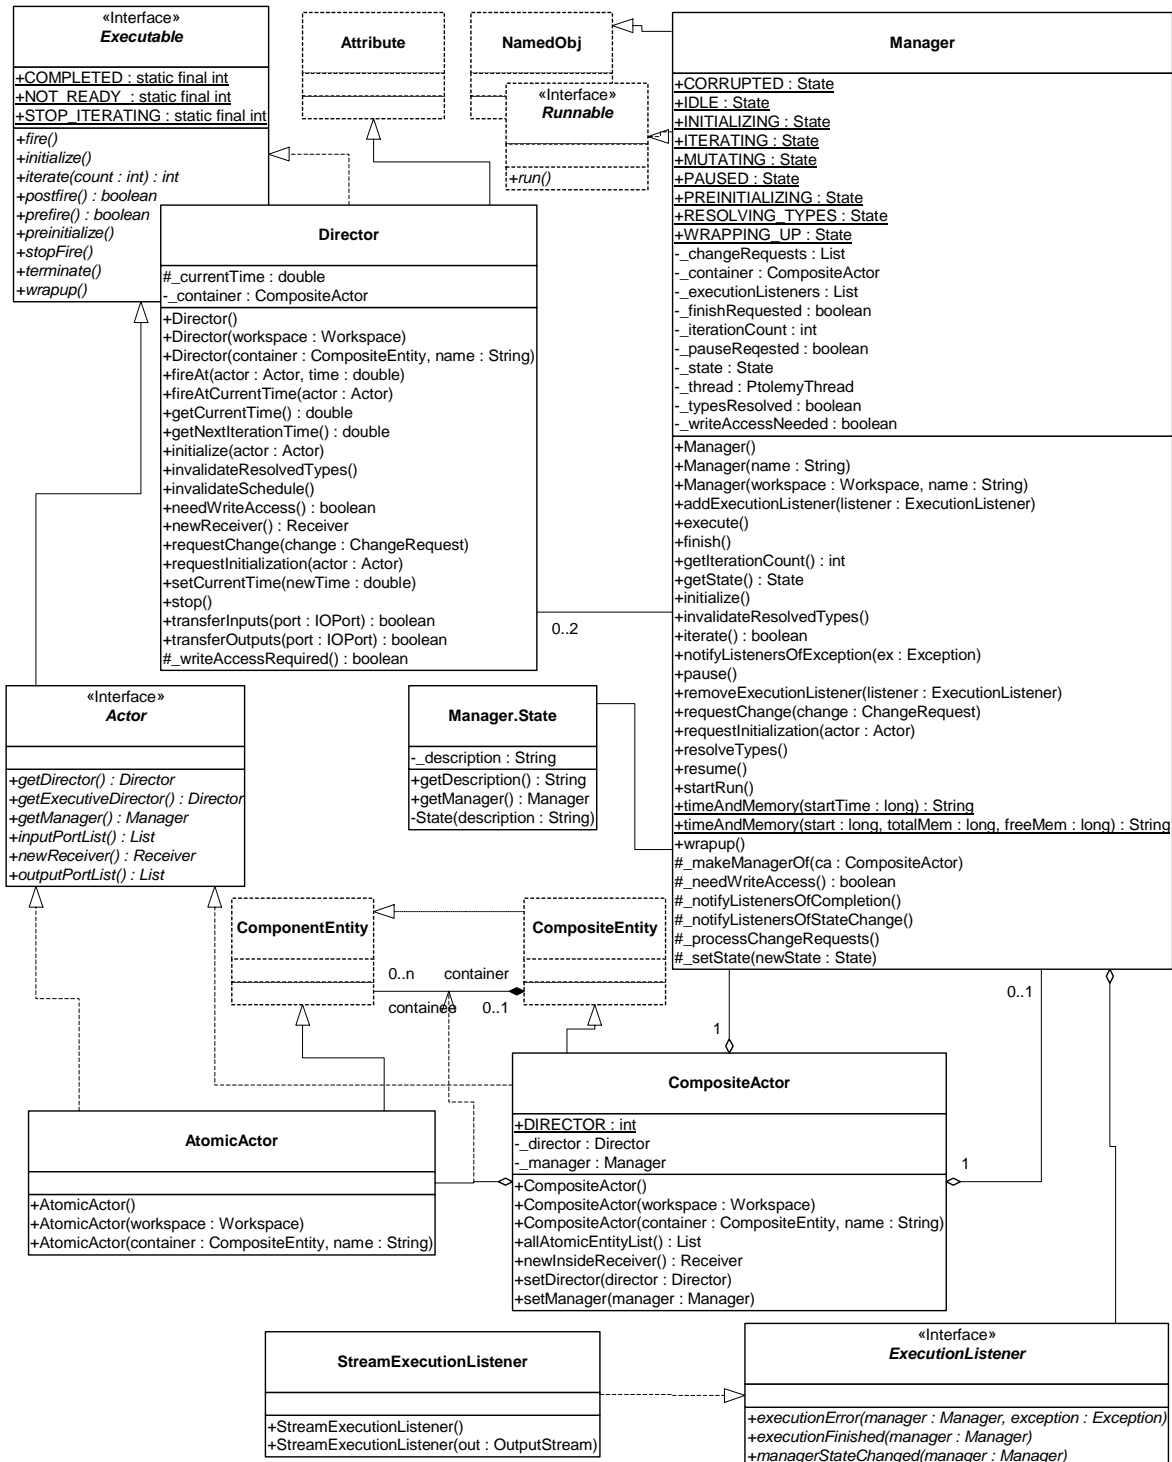 «Interface»
Executable
+COMPLETED : static final int
+NOT_READY : static final int
+STOP_ITERATING : static final int
+fire()
+initialize()
+iterate(count : int) : int
+postfire() : boolean
+prefire() : boolean
+preinitialize()
+stopFire()
+terminate()
+wrapup()
Attribute
NamedObj
«Interface»
Runnable
+run()
Manager
+CORRUPTED : State
+IDLE : State
+INITIALIZING : State
+ITERATING : State
+MUTATING : State
+PAUSED : State
+PREINITIALIZING : State
+RESOLVING_TYPES : State
+WRAPPING_UP : State
-_changeRequests : List
-_container : CompositeActor
-_executionListeners : List
-_finishRequested : boolean
-_iterationCount : int
-_pauseReqested : boolean
-_state : State
-_thread : PtolemyThread
-_typesResolved : boolean
-_writeAccessNeeded : boolean
+Manager()
+Manager(name : String)
+Manager(workspace : Workspace, name : String)
+addExecutionListener(listener : ExecutionListener)
+execute()
+finish()
+getIterationCount() : int
+getState() : State
+initialize()
+invalidateResolvedTypes()
+iterate() : boolean
+notifyListenersOfException(ex : Exception)
+pause()
+removeExecutionListener(listener : ExecutionListener)
+requestChange(change : ChangeRequest)
+requestInitialization(actor : Actor)
+resolveTypes()
+resume()
+startRun()
+timeAndMemory(startTime : long) : String
+timeAndMemory(start : long, totalMem : long, freeMem : long) : String
+wrapup()
#_makeManagerOf(ca : CompositeActor)
#_needWriteAccess() : boolean
#_notifyListenersOfCompletion()
#_notifyListenersOfStateChange()
#_processChangeRequests()
#_setState(newState : State)
Director
#_currentTime : double
-_container : CompositeActor
+Director()
+Director(workspace : Workspace)
+Director(container : CompositeEntity, name : String)
+fireAt(actor : Actor, time : double)
+fireAtCurrentTime(actor : Actor)
+getCurrentTime() : double
+getNextIterationTime() : double
+initialize(actor : Actor)
+invalidateResolvedTypes()
+invalidateSchedule()
+needWriteAccess() : boolean
+newReceiver() : Receiver
+requestChange(change : ChangeRequest)
+requestInitialization(actor : Actor)
+setCurrentTime(newTime : double)
+stop()
+transferInputs(port : IOPort) : boolean
+transferOutputs(port : IOPort) : boolean
#_writeAccessRequired() : boolean
0..2
«Interface»
Actor
+getDirector() : Director
+getExecutiveDirector() : Director
+getManager() : Manager
+inputPortList() : List
+newReceiver() : Receiver
+outputPortList() : List
Manager.State
-_description : String
+getDescription() : String
+getManager() : Manager
-State(description : String)
ComponentEntity
CompositeEntity
0..n
container
containee
0..1
1
0..1
CompositeActor
+DIRECTOR : int
-_director : Director
-_manager : Manager
+CompositeActor()
+CompositeActor(workspace : Workspace)
+CompositeActor(container : CompositeEntity, name : String)
+allAtomicEntityList() : List
+newInsideReceiver() : Receiver
+setDirector(director : Director)
+setManager(manager : Manager)
1
AtomicActor
+AtomicActor()
+AtomicActor(workspace : Workspace)
+AtomicActor(container : CompositeEntity, name : String)
StreamExecutionListener
+StreamExecutionListener()
+StreamExecutionListener(out : OutputStream)
«Interface»
ExecutionListener
+executionError(manager : Manager, exception : Exception)
+executionFinished(manager : Manager)
+managerStateChanged(manager : Manager)